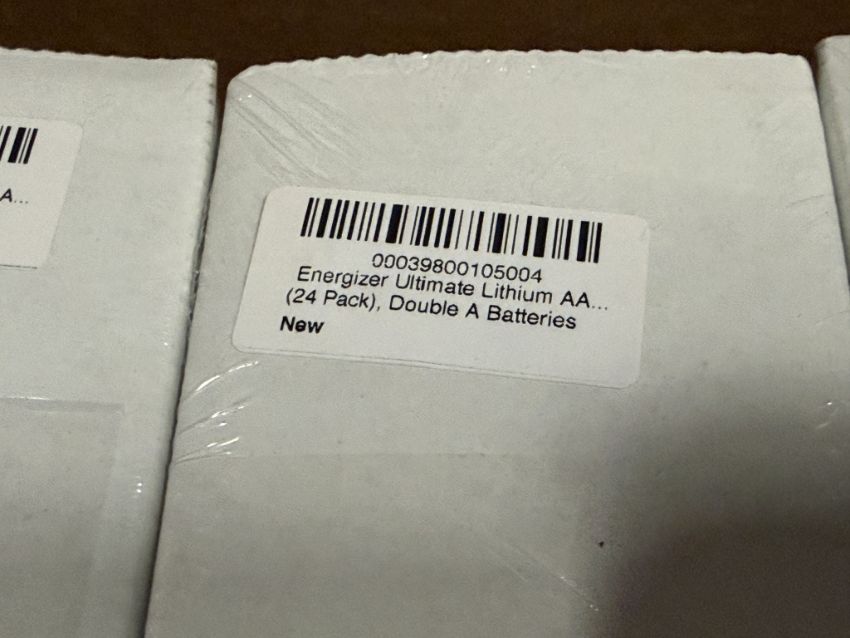 A...
00039800105004
Energizer Ultimate Lithium AA...
(24 Pack), Double A Batteries
New